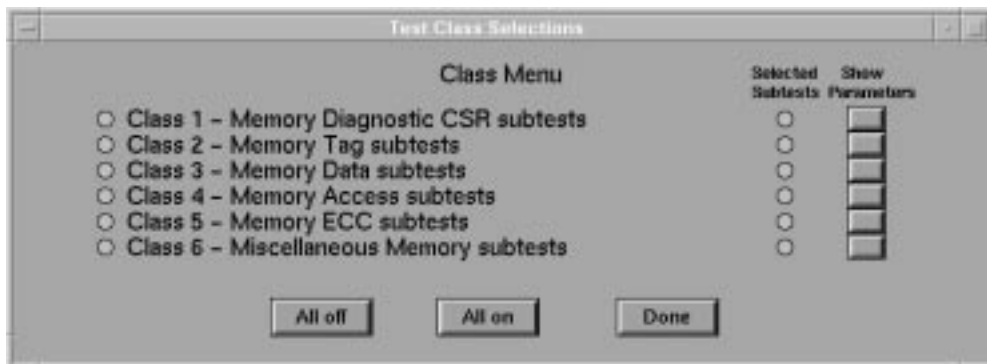 Test Class Selections
Class Menu
Selected Subtests
Show Parameters
Class 1 – Memory Diagnostic CSR subtests
Class 2 – Memory Tag subtests
Class 3 – Memory Data subtests
Class 4 – Memory Access subtests
Class 5 – Memory ECC subtests
Class 6 – Miscellaneous Memory subtests
All off
All on
Done